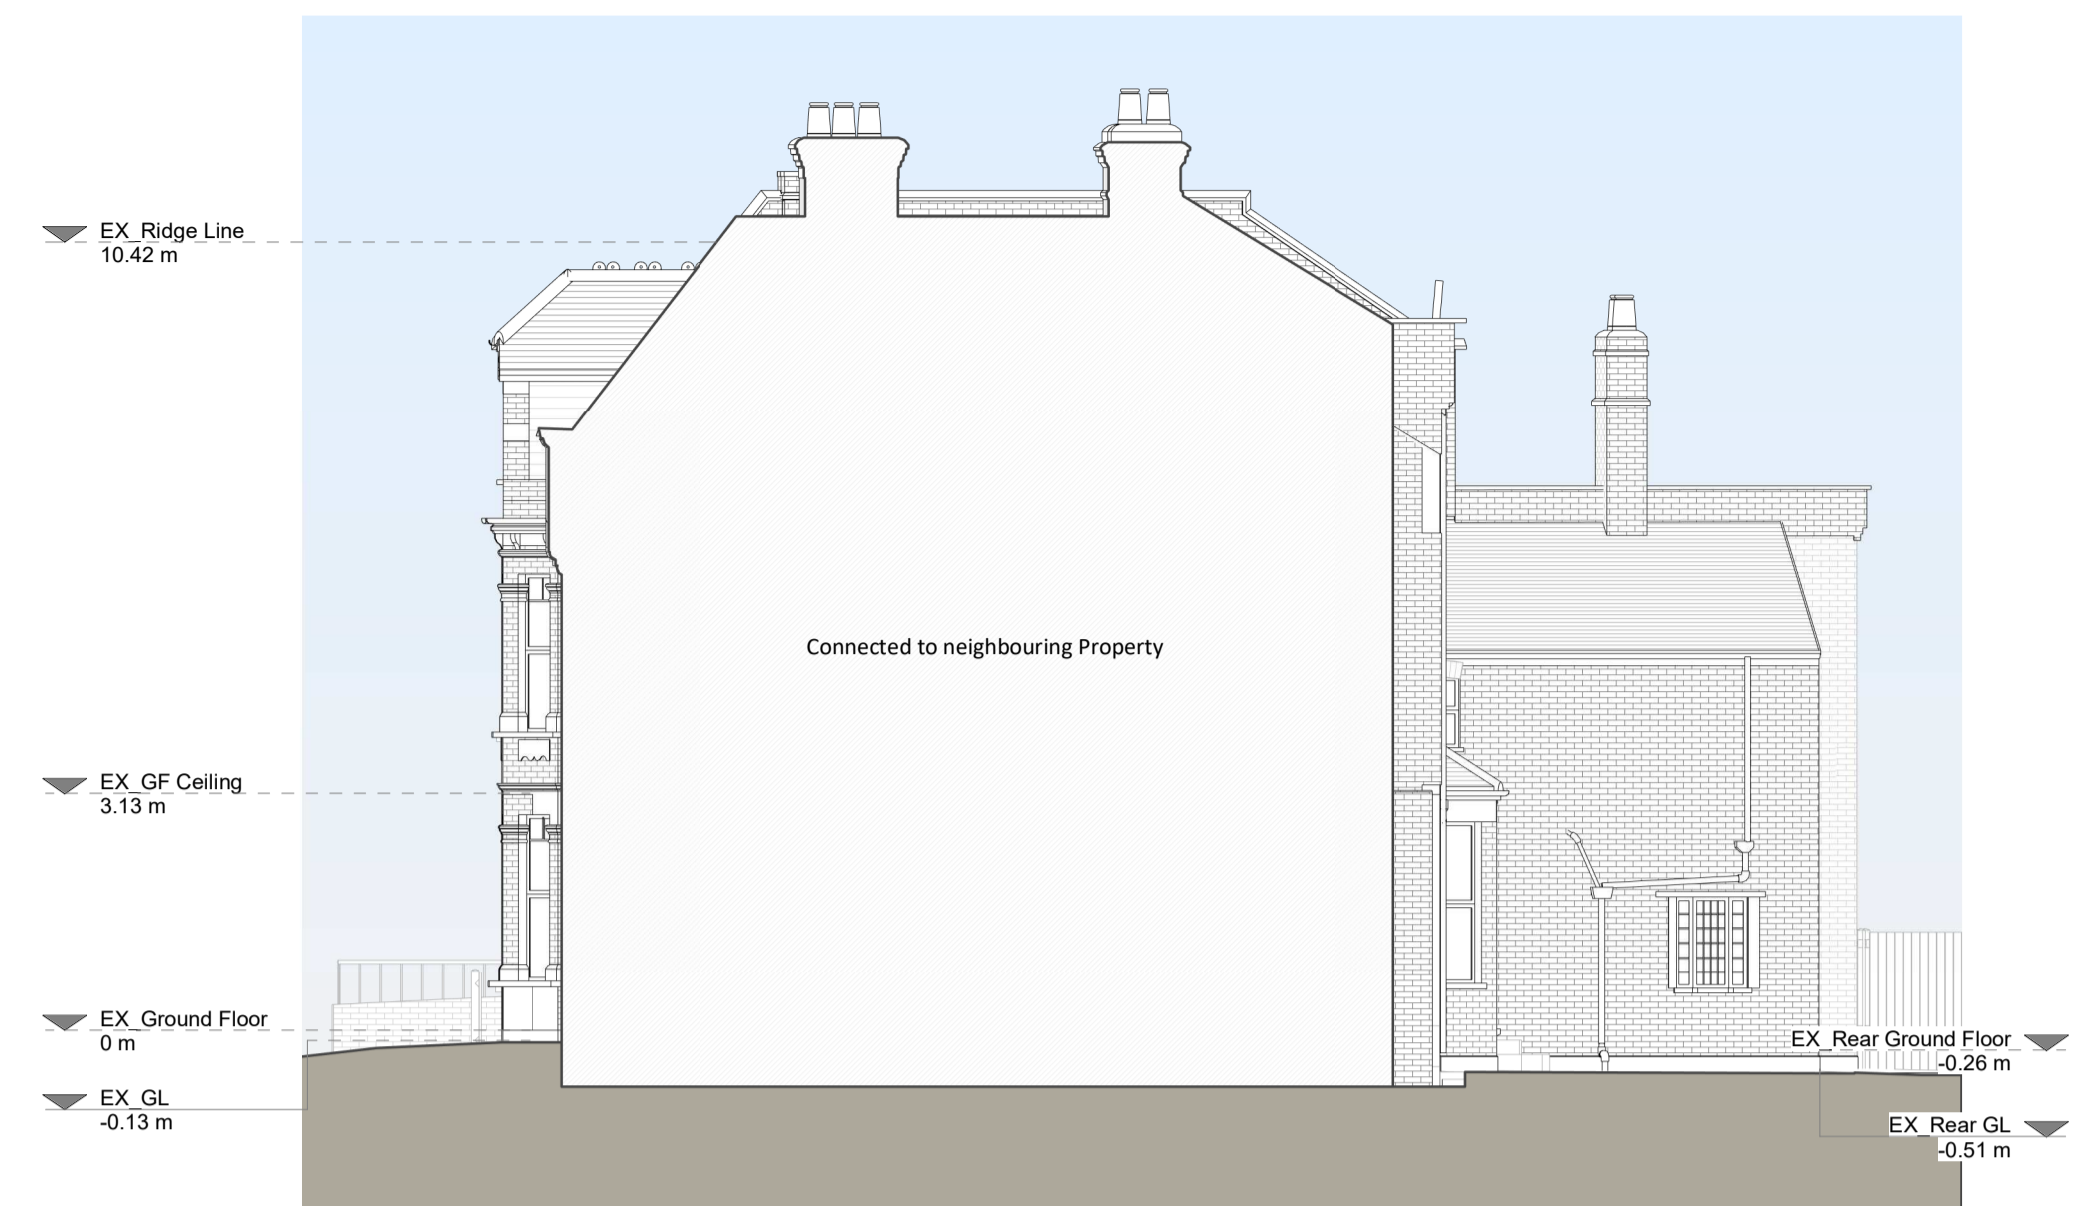 EX_Ridge Line
10.42 m
Connected to neighbouring Property
EX_GF Ceiling
3.13 m
EX_Ground Floor
0 m
EX_Rear Ground Floor
-0.26 m
EX_GL
-0.13 m
EX_Rear GL
-0.51 m